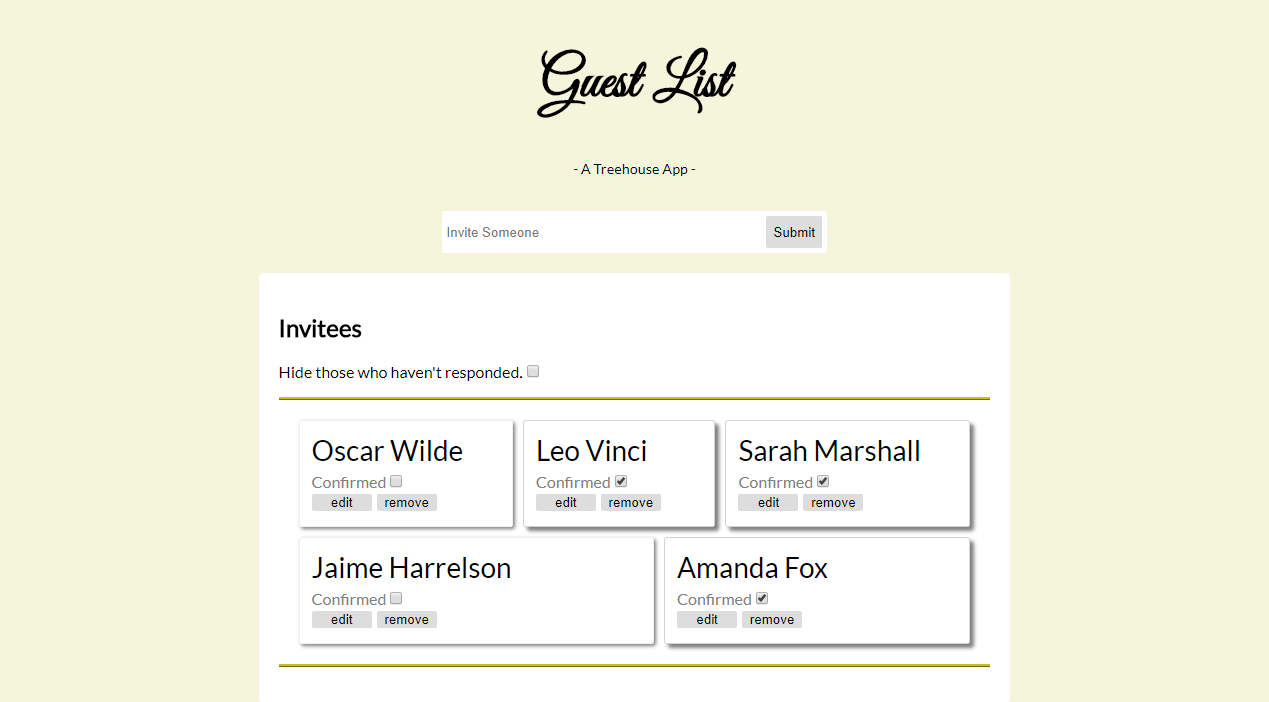 Guest List
- A Treehouse App -
Invite Someone Submit
Invitees
Hide those who haven't responded.
Oscar Wilde
Confirmed
edit remove
Leo Vinci
Confirmed
edit remove
Sarah Marshall
Confirmed
edit remove
Jaime Harrelson
Confirmed
edit remove
Amanda Fox
Confirmed
edit remove